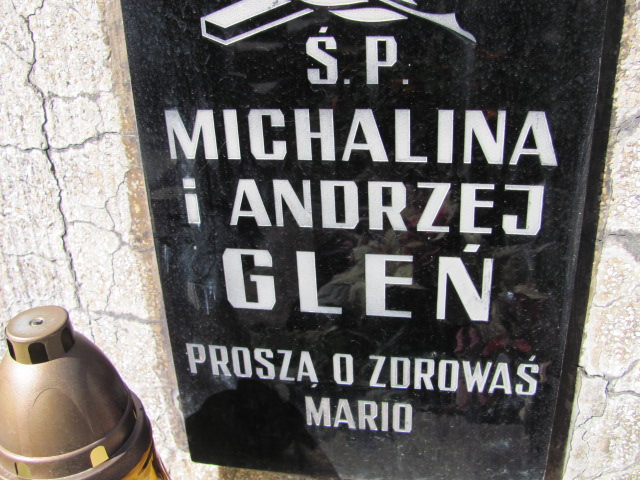 Ś.P.
MICHALINA
i ANDRZEJ
GLEŃ
PROSZĄ O ZDROWAŚ
MARIO